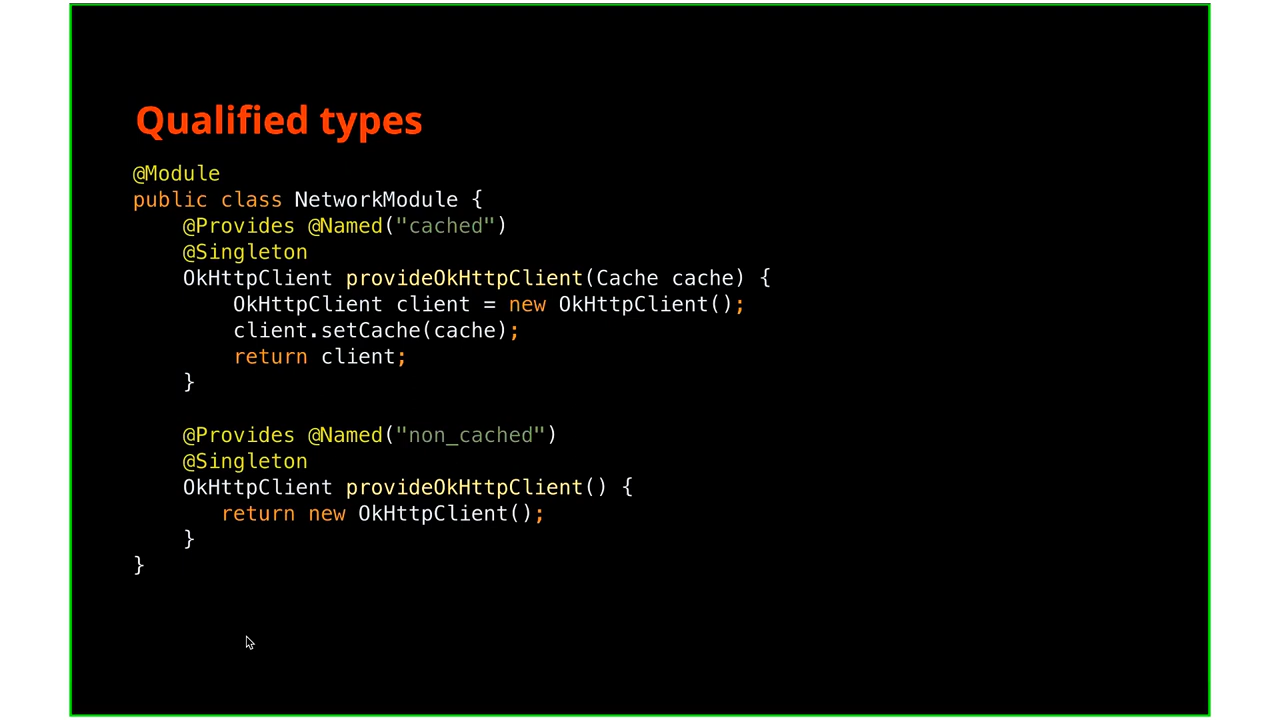 Qualified types
@Module
public class NetworkModule {
    @Provides @Named("cached")
    @Singleton
    OkHttpClient provideOkHttpClient(Cache cache) {
        OkHttpClient client = new OkHttpClient();
        client.setCache(cache);
        return client;
    }
    @Provides @Named("non_cached")
    @Singleton
    OkHttpClient provideOkHttpClient() {
       return new OkHttpClient();
    }
}